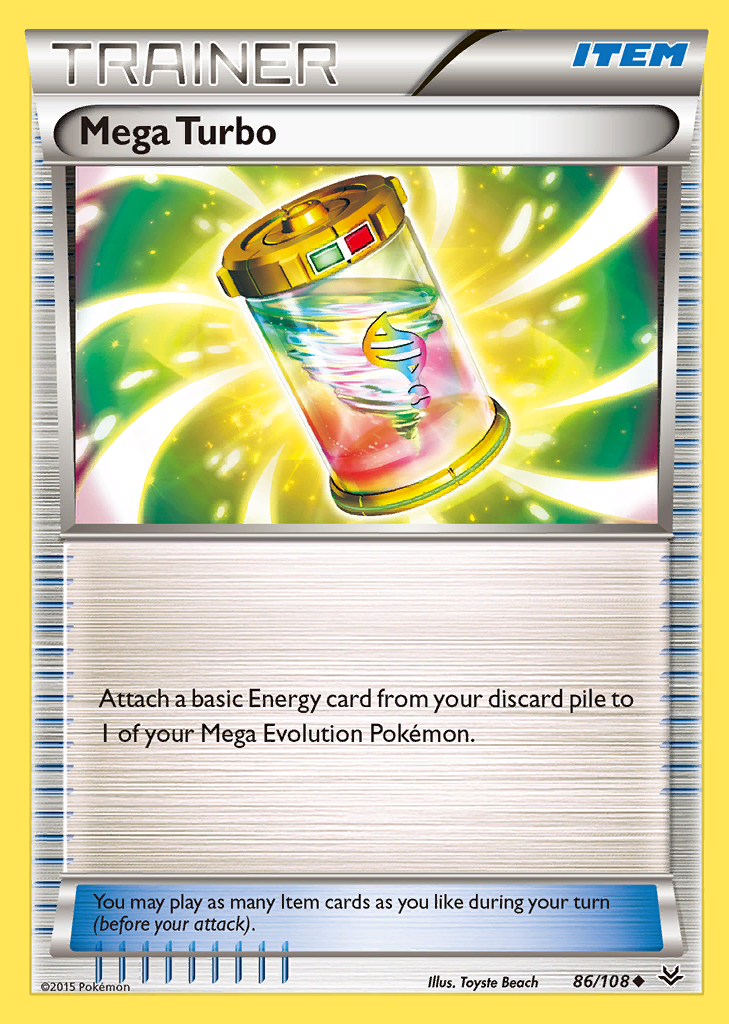 TRAINER
ITEM
Mega Turbo
Attach a basic Energy card from your discard pile to
1 of your Mega Evolution Pokémon.
You may play as many Item cards as you like during your turn
(before your attack).
©2015 Pokémon
Illus. Toyste Beach
86/108